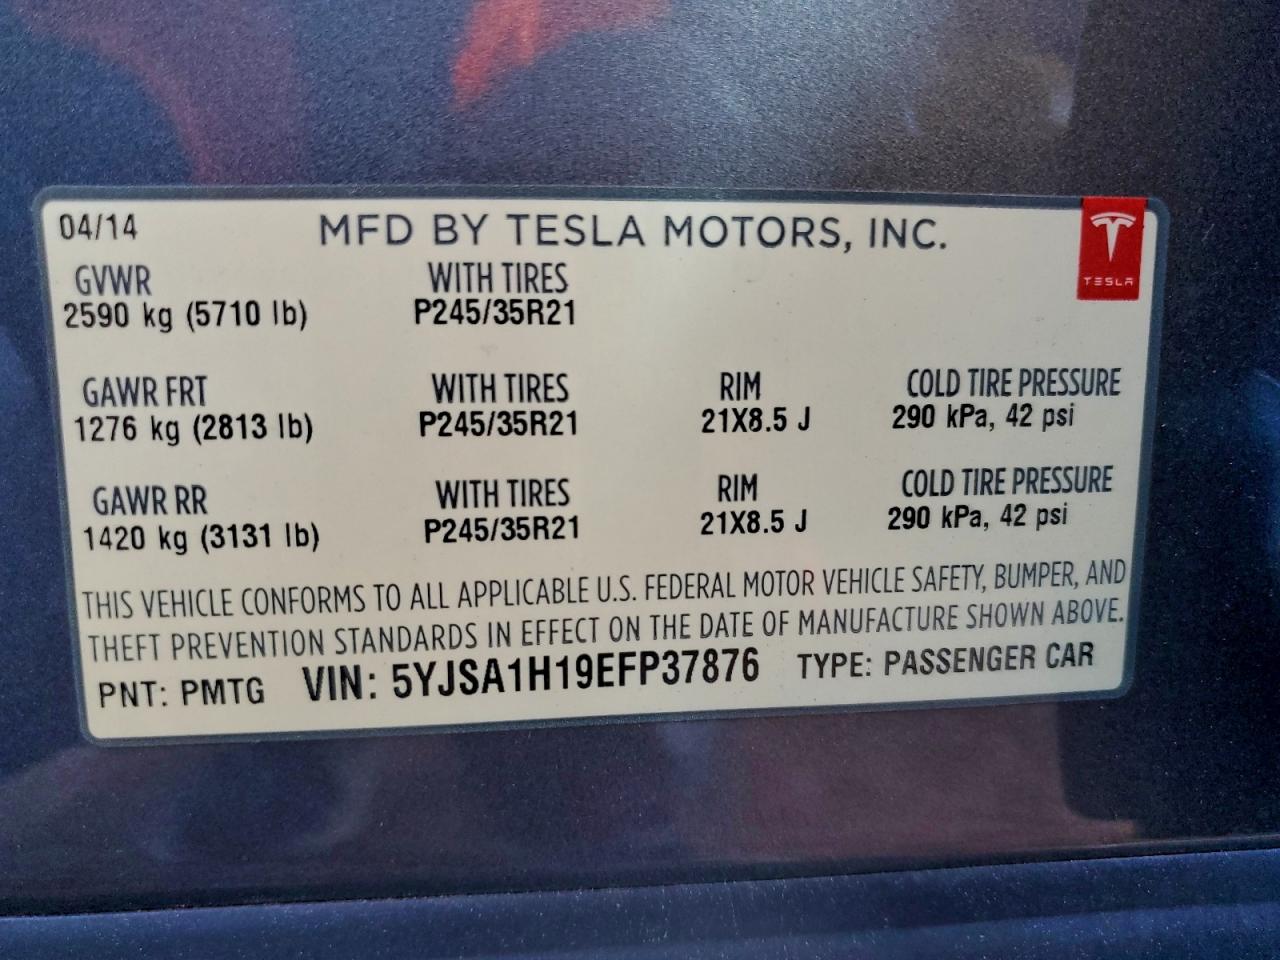 04/14 MFD BY TESLA MOTORS, INC.
TESLA
GVWR WITH TIRES
2590 kg (5710 lb) P245/35R21
GAWR FRT WITH TIRES RIM COLD TIRE PRESSURE
1276 kg (2813 lb) P245/35R21 21X8.5 J 290 kPa, 42 psi
GAWR RR WITH TIRES RIM COLD TIRE PRESSURE
1420 kg (3131 lb) P245/35R21 21X8.5 J 290 kPa, 42 psi
THIS VEHICLE CONFORMS TO ALL APPLICABLE U.S. FEDERAL MOTOR VEHICLE SAFETY, BUMPER, AND
THEFT PREVENTION STANDARDS IN EFFECT ON THE DATE OF MANUFACTURE SHOWN ABOVE.
PNT: PMTG VIN: 5YJSA1H19EFP37876 TYPE: PASSENGER CAR